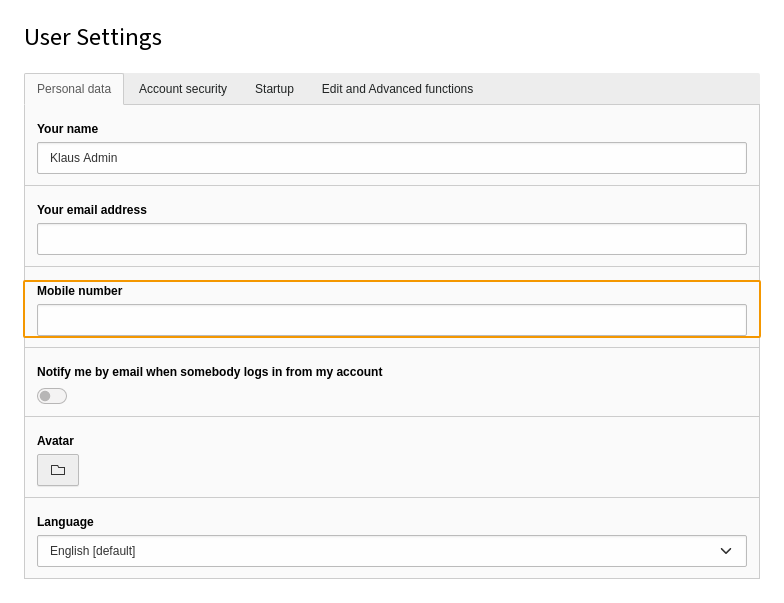 User Settings
Personal data Account security Startup Edit and Advanced functions
Your name
Klaus Admin
Your email address
Mobile number
Notify me by email when somebody logs in from my account
Avatar
Language
English [default]